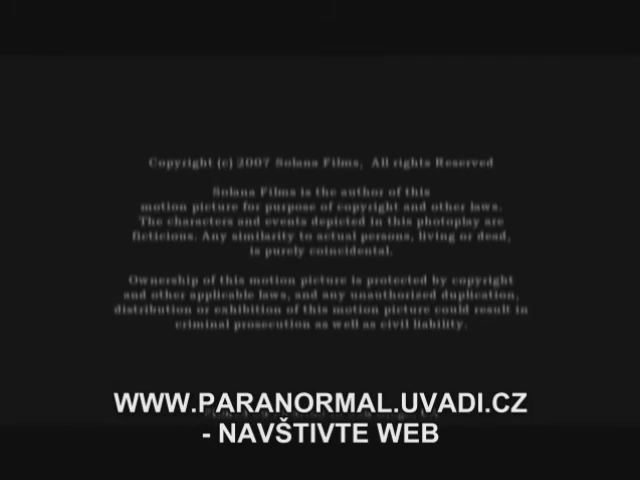 Copyright (c) 2007 Solana Films, All rights Reserved
Solana Films is the author of this
motion picture for purpose of copyright and other laws.
The characters and events depicted in this photoplay are
ficticious. Any similarity to actual persons, living or dead,
is purely coincidental.
Ownership of this motion picture is protected by copyright
and other applicable laws, and any unauthorized duplication,
distribution or exhibition of this motion picture could result in
criminal prosecution as well as civil liability.
WWW.PARANORMAL.UVADI.CZ
- NAVŠTIVTE WEB